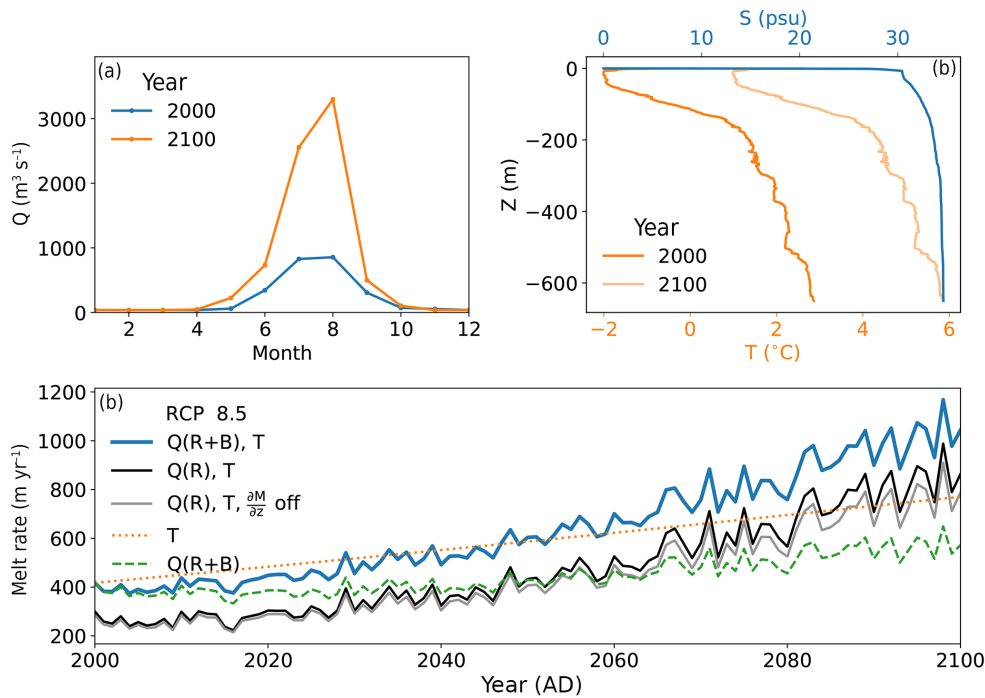 S (psu)
0 10 20 30
(a)
Year
2000
2100
3000
2000
1000
0
Q (m³ s⁻¹)
2 4 6 8 10 12
Month
(b)
0
−200
−400
−600
Z (m)
Year
2000
2100
−2 0 2 4 6
T (°C)
(b)
RCP 8.5
Q(R+B), T
Q(R), T
Q(R), T, ∂M/∂z off
T
Q(R+B)
1200
1000
800
600
400
200
Melt rate (m yr⁻¹)
2000 2020 2040 2060 2080 2100
Year (AD)